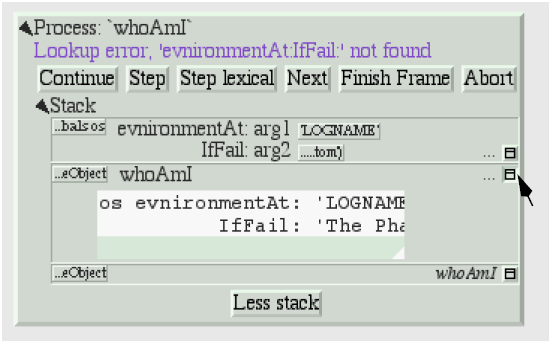 Process: `whoAmI`
Lookup error, 'evnironmentAt:IfFail:' not found
Continue Step Step lexical Next Finish Frame Abort
Stack
...bals os evnironmentAt: arg1 'LOGNAME'
IfFail: arg2 .....tom')
...
...eObject whoAmI ...
os evnironmentAt: 'LOGNAME
IfFail: 'The Pha
...eObject whoAmI
Less stack